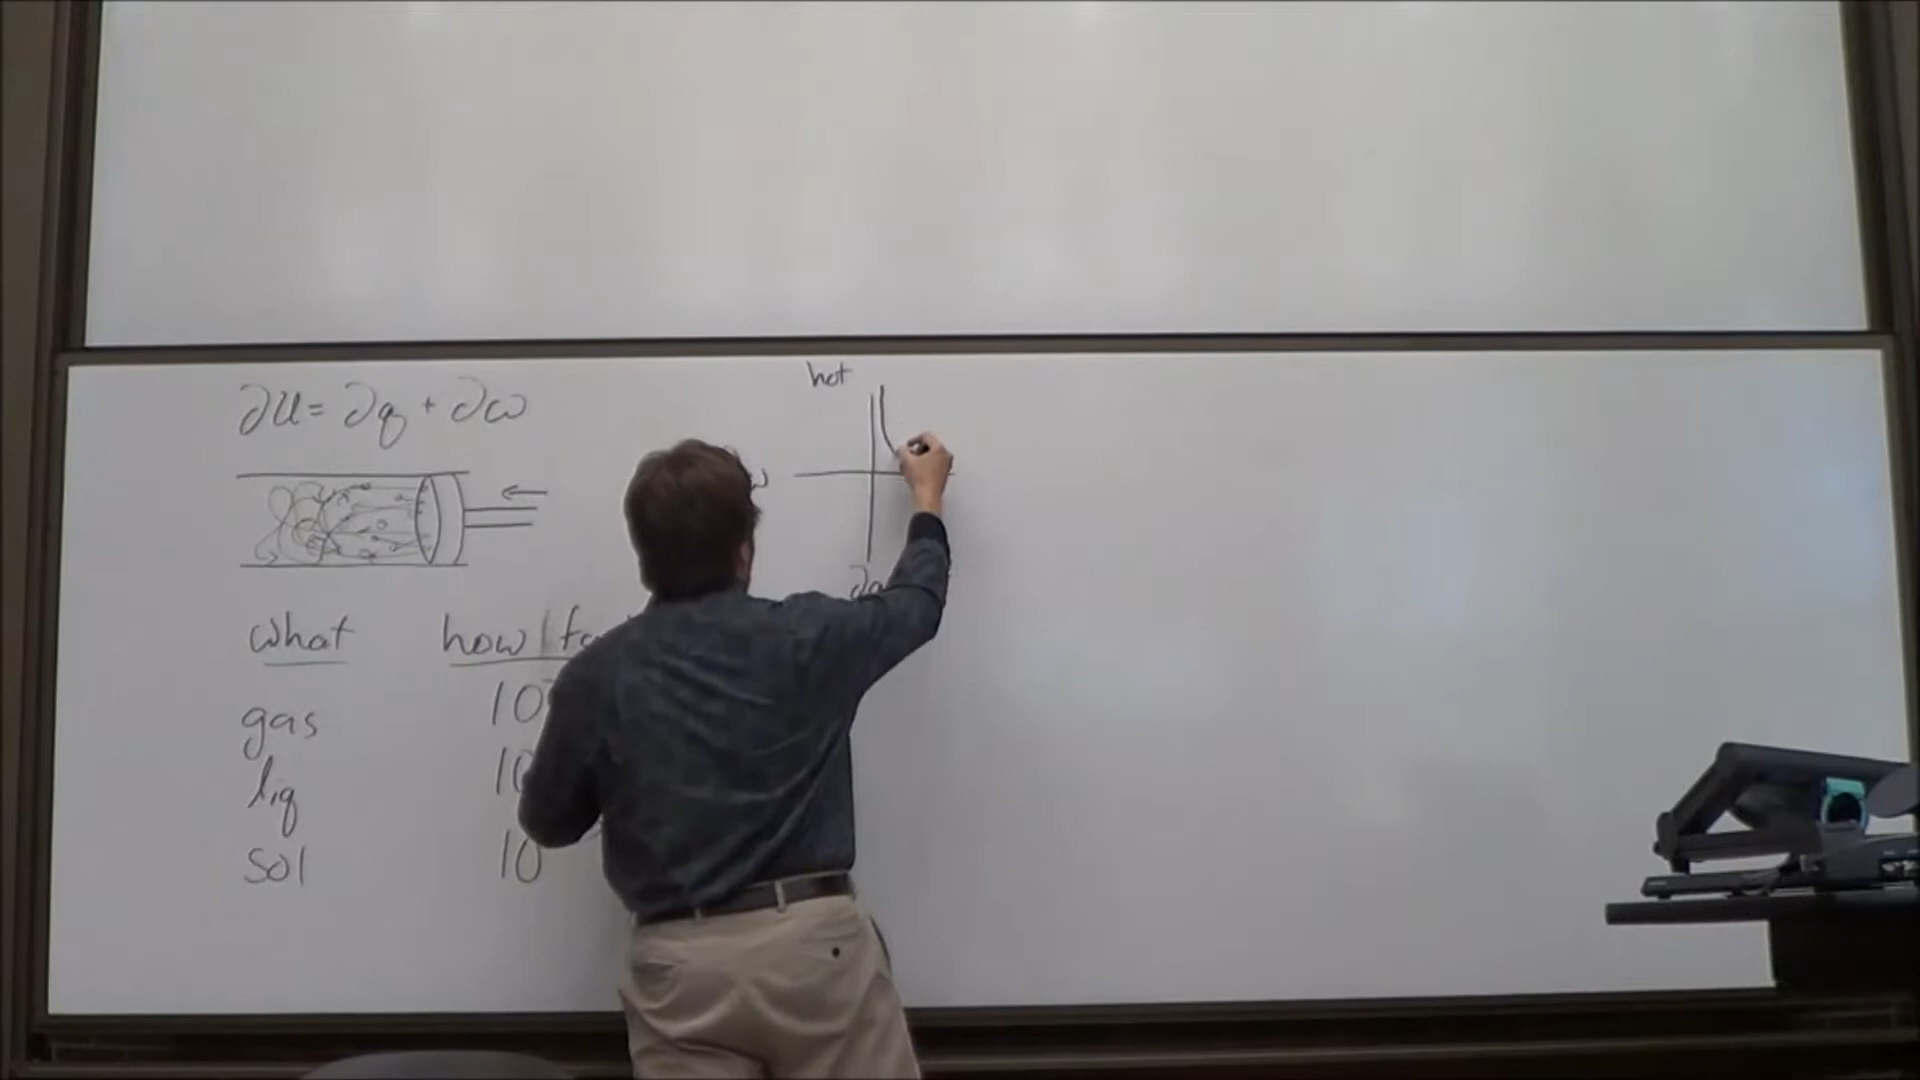 ∂U = ∂q + ∂w
hot
w
∂q
what how
gas 10
liq 10
sol 10